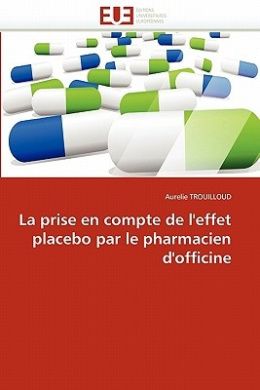 EUE
ÉDITIONS
UNIVERSITAIRES
EUROPÉENNES
Aurelie TROUILLOUD
La prise en compte de l'effet
placebo par le pharmacien
d'officine